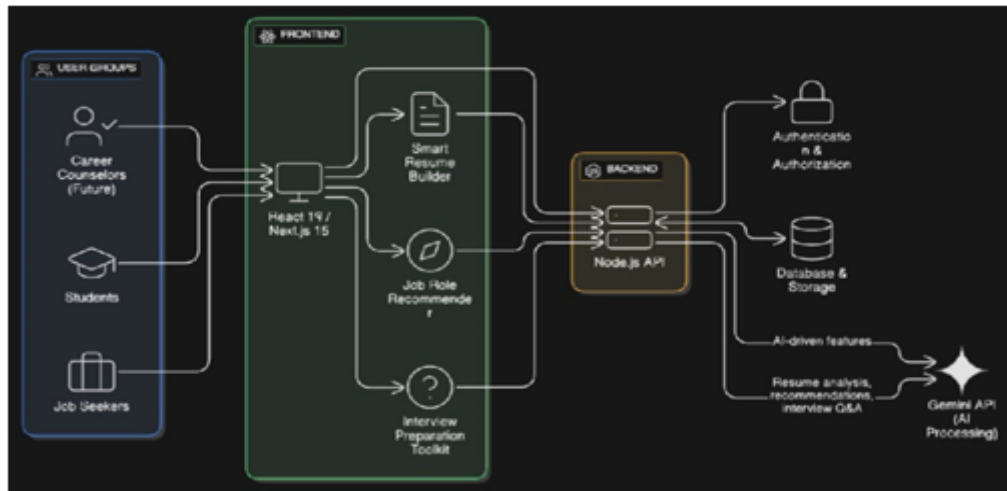 USER GROUPS
Career
Counselors
(Future)
Students
Job Seekers
FRONTEND
React 19 /
Next.js 15
Smart
Resume
Builder
Job Role
Recommende
r
Interview
Preparation
Toolkit
BACKEND
Node.js API
Authenticatio
n &
Authorization
Database &
Storage
AI-driven features
Resume analysis,
recommendations,
interview Q&A
Gemini API
(AI
Processing)